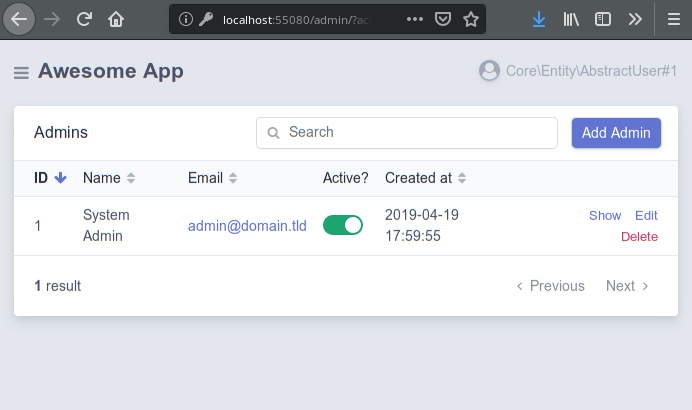 localhost:55080/admin/?ac
Awesome App
Core\Entity\AbstractUser#1
Admins
Search
Add Admin
ID Name Email Active? Created at
1 System Admin admin@domain.tld 2019-04-19 17:59:55 Show Edit Delete
1 result
Previous Next